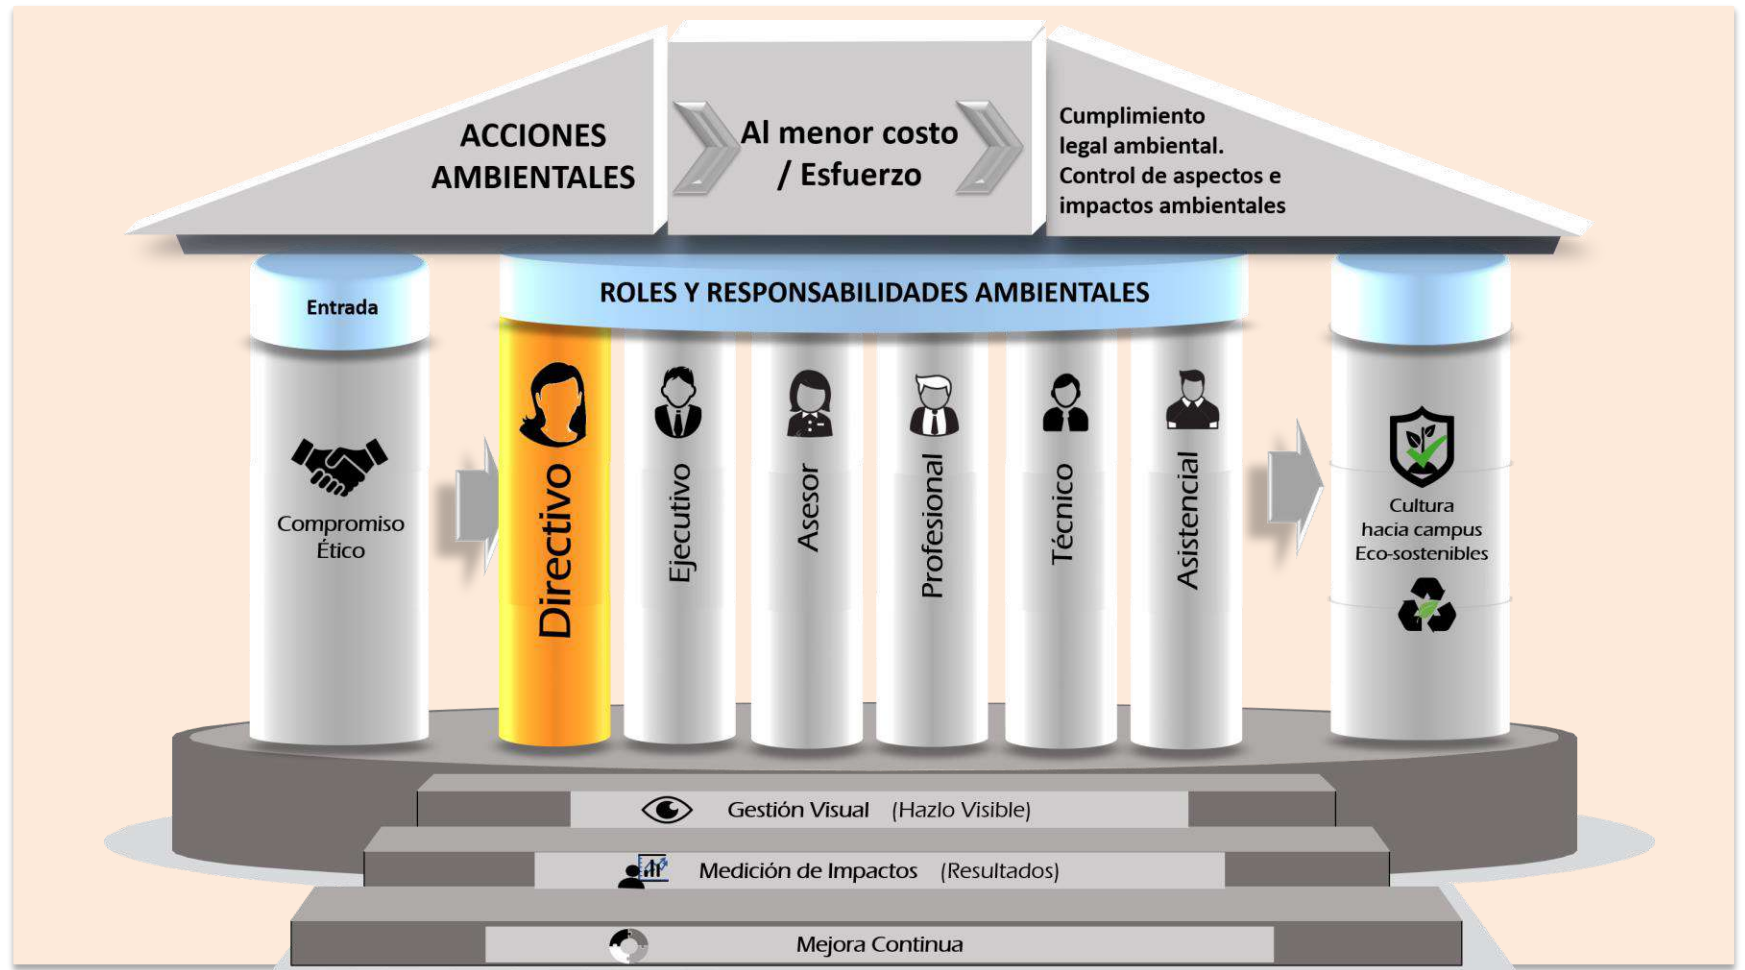 ACCIONES
AMBIENTALES
Al menor costo
/ Esfuerzo
Cumplimiento
legal ambiental.
Control de aspectos e
impactos ambientales
Entrada
ROLES Y RESPONSABILIDADES AMBIENTALES
Compromiso
Ético
Directivo
Ejecutivo
Asesor
Profesional
Técnico
Asistencial
Cultura
hacia campus
Eco-sostenibles
Gestión Visual (Hazlo Visible)
Medición de Impactos (Resultados)
Mejora Continua